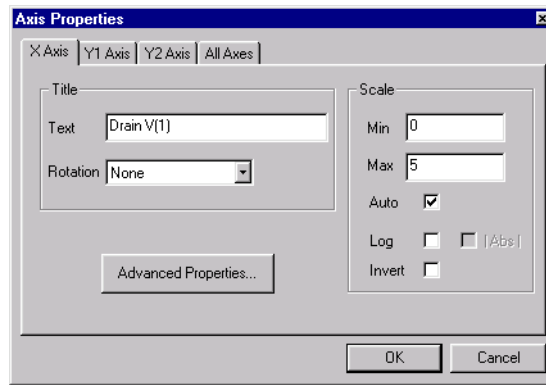 Axis Properties
X Axis Y1 Axis Y2 Axis All Axes
Title
Text Drain V(1)
Rotation None
Advanced Properties...
Scale
Min 0
Max 5
Auto
Log |Abs|
Invert
OK Cancel